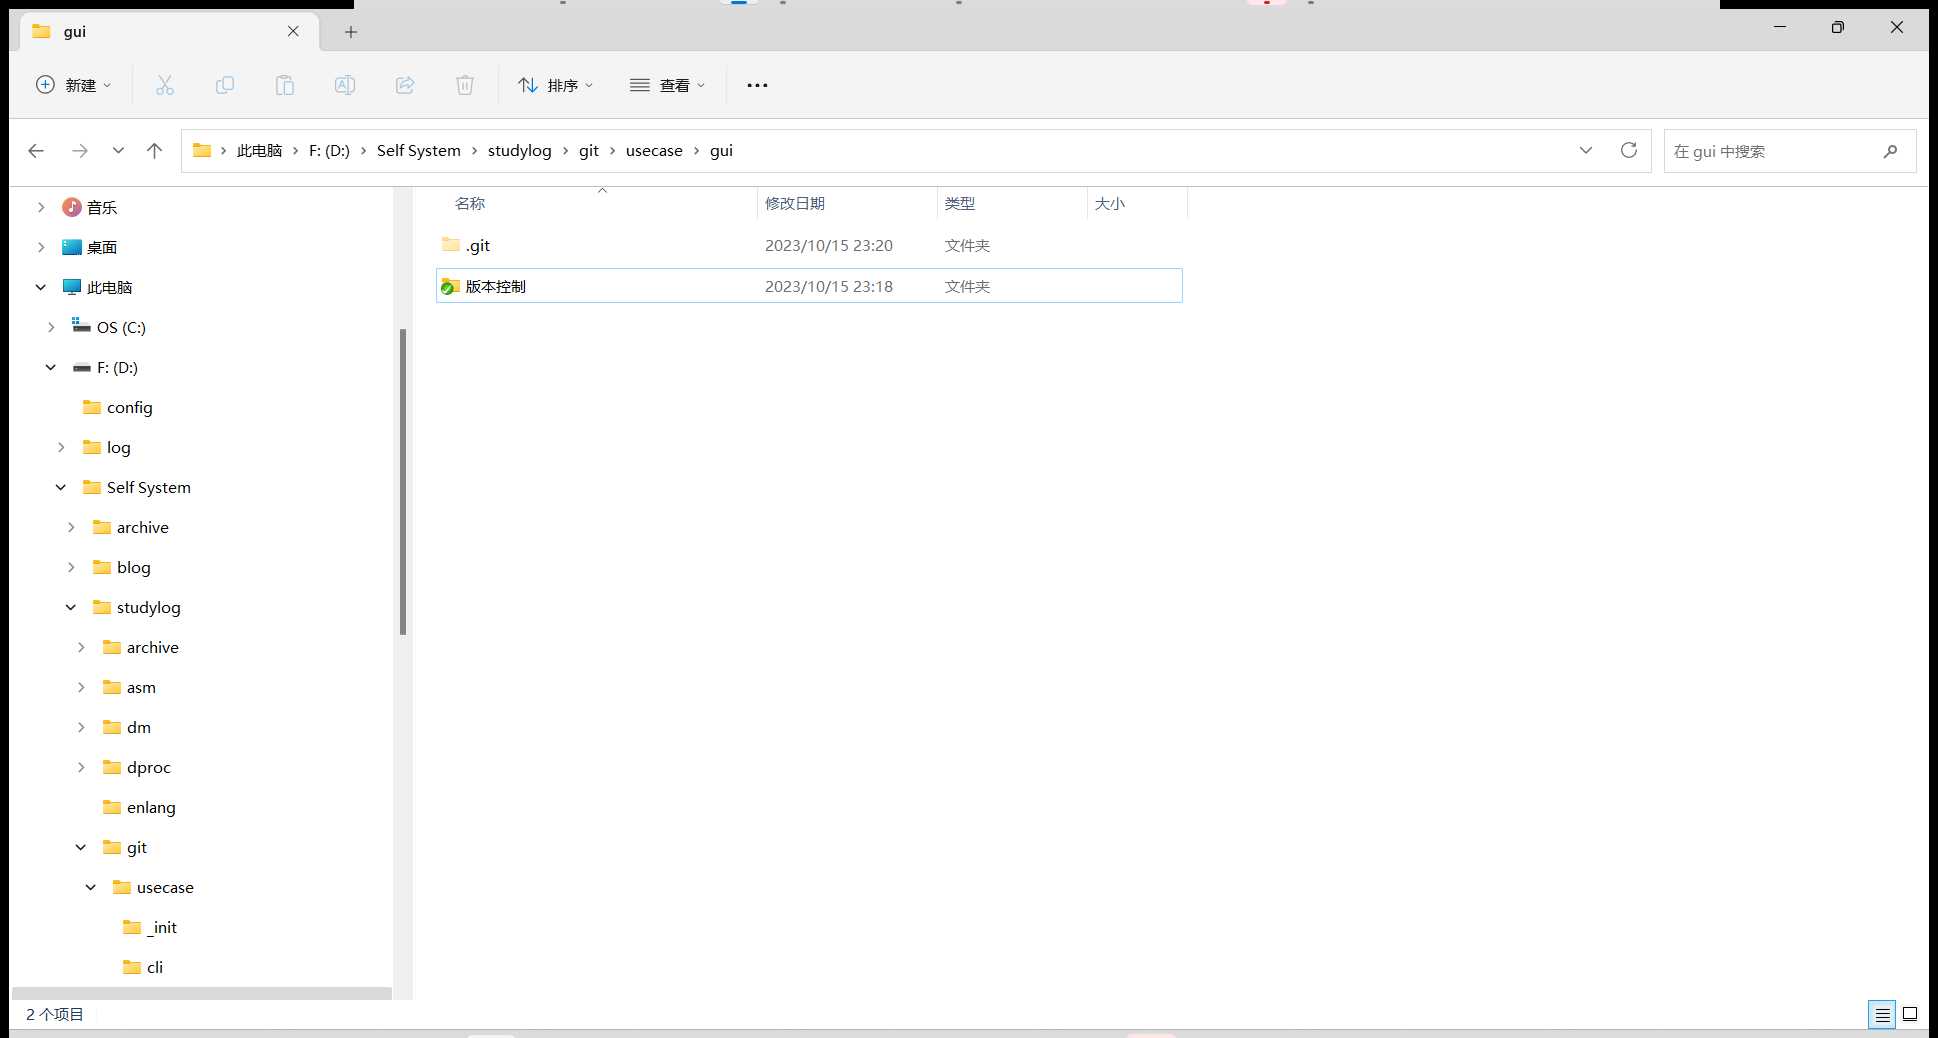 gui
新建
排序
查看
此电脑 > F: (D:) > Self System > studylog > git > usecase > gui
在 gui 中搜索
音乐
桌面
此电脑
OS (C:)
F: (D:)
config
log
Self System
archive
blog
studylog
archive
asm
dm
dproc
enlang
git
usecase
_init
cli
名称 修改日期 类型 大小
.git 2023/10/15 23:20 文件夹
版本控制 2023/10/15 23:18 文件夹
2 个项目